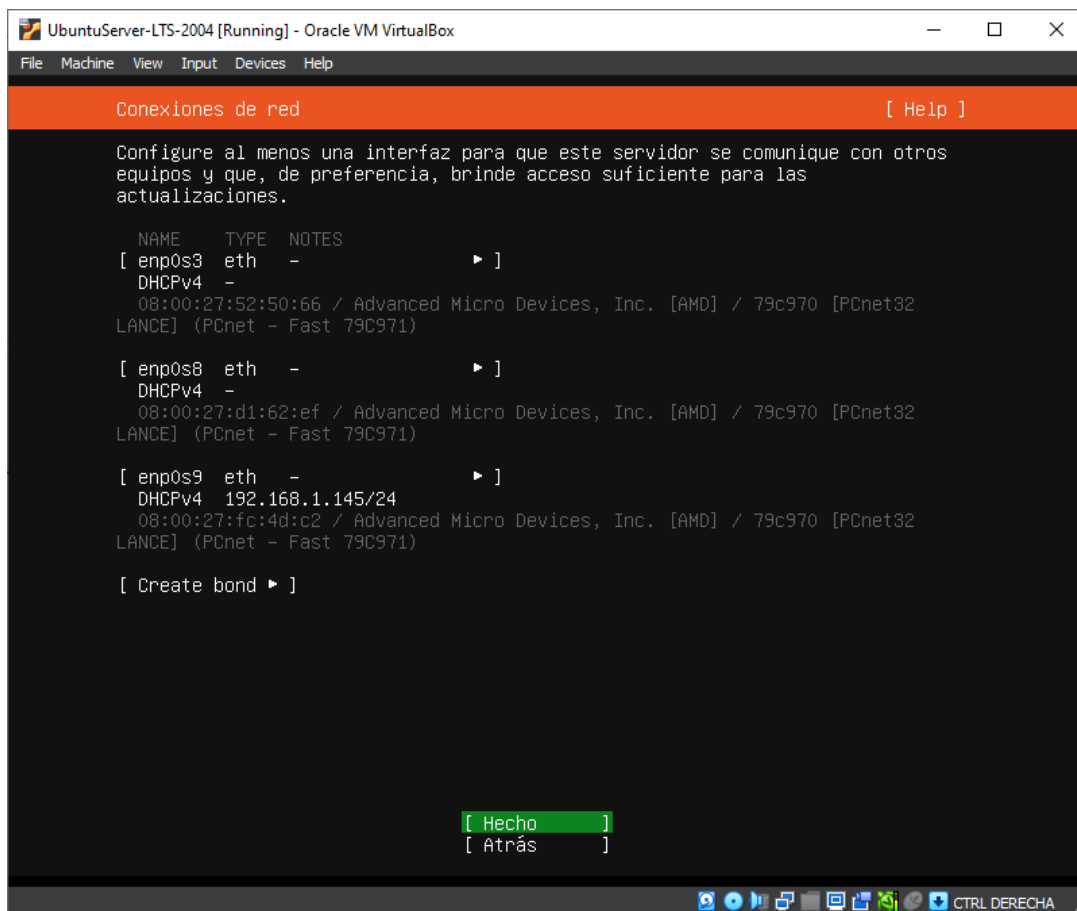 UbuntuServer-LTS-2004 [Running] - Oracle VM VirtualBox
File Machine View Input Devices Help
Conexiones de red [ Help ]
Configure al menos una interfaz para que este servidor se comunique con otros
equipos y que, de preferencia, brinde acceso suficiente para las
actualizaciones.
NAME TYPE NOTES
[ enp0s3 eth - ▸ ]
DHCPv4 -
08:00:27:52:50:66 / Advanced Micro Devices, Inc. [AMD] / 79c970 [PCnet32
LANCE] (PCnet - Fast 79C971)
[ enp0s8 eth - ▸ ]
DHCPv4 -
08:00:27:d1:62:ef / Advanced Micro Devices, Inc. [AMD] / 79c970 [PCnet32
LANCE] (PCnet - Fast 79C971)
[ enp0s9 eth - ▸ ]
DHCPv4 192.168.1.145/24
08:00:27:fc:4d:c2 / Advanced Micro Devices, Inc. [AMD] / 79c970 [PCnet32
LANCE] (PCnet - Fast 79C971)
[ Create bond ▸ ]
[ Hecho ]
[ Atrás ]
CTRL DERECHA